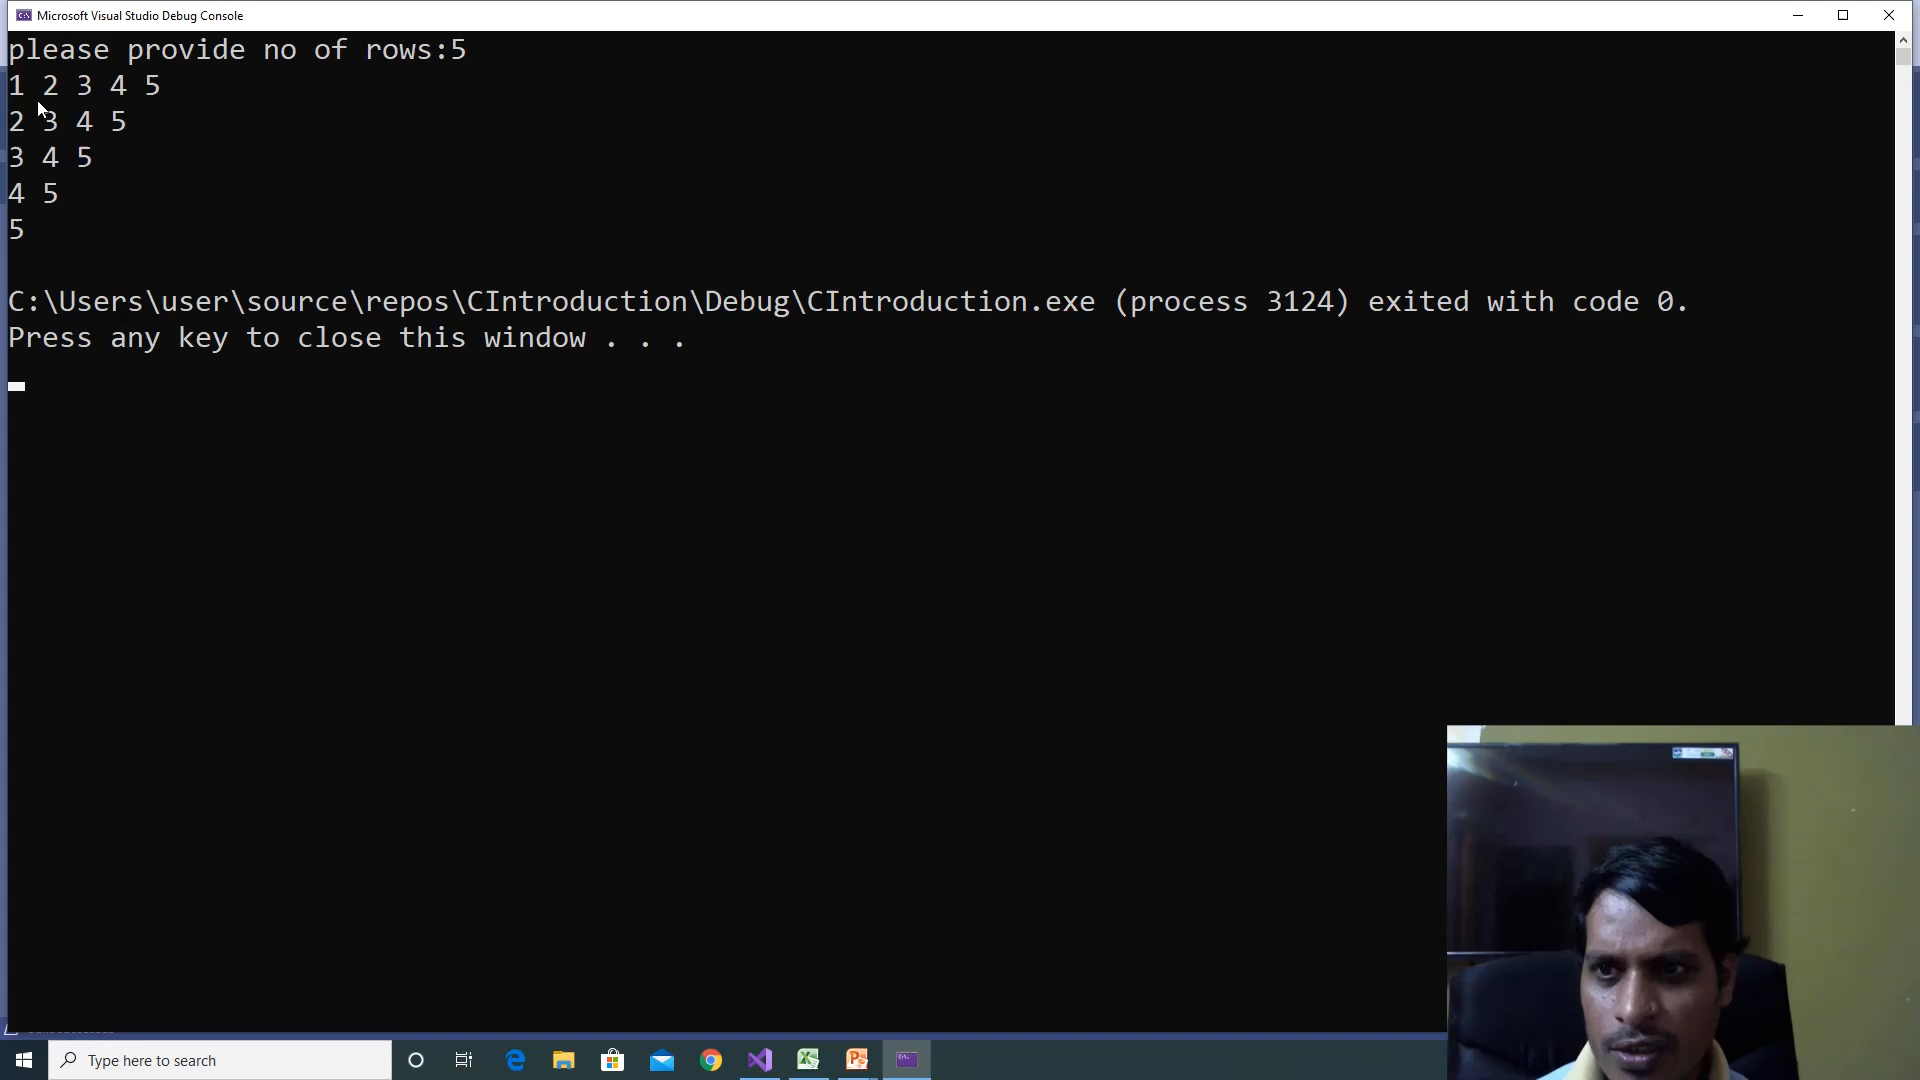 Microsoft Visual Studio Debug Console
please provide no of rows:5
1 2 3 4 5
2 3 4 5
3 4 5
4 5
5
C:\Users\user\source\repos\CIntroduction\Debug\CIntroduction.exe (process 3124) exited with code 0.
Press any key to close this window . . .
Type here to search